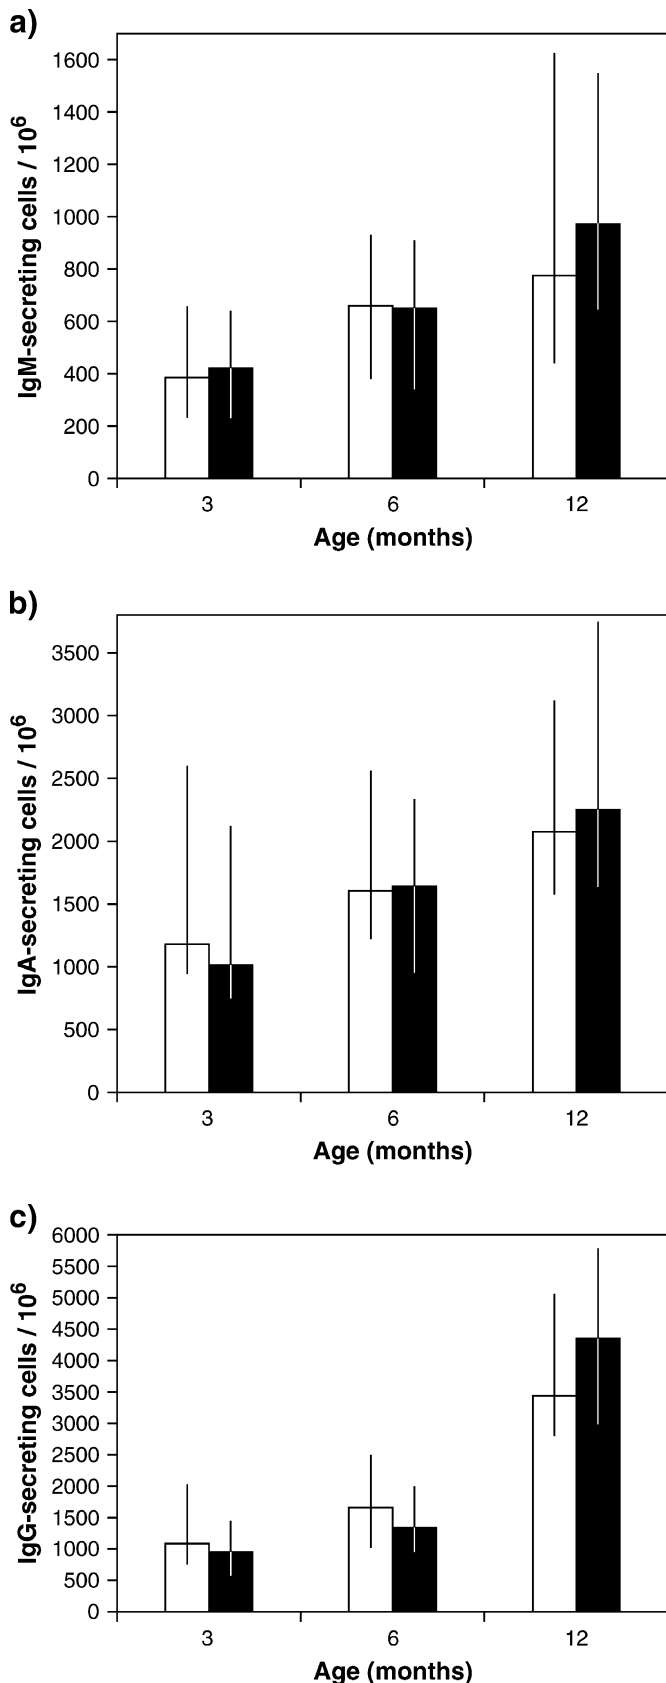 a)
IgM-secreting cells / 10⁶
1600
1400
1200
1000
800
600
400
200
0
3 6 12
Age (months)
b)
IgA-secreting cells / 10⁶
3500
3000
2500
2000
1500
1000
500
0
3 6 12
Age (months)
c)
IgG-secreting cells / 10⁶
6000
5500
5000
4500
4000
3500
3000
2500
2000
1500
1000
500
0
3 6 12
Age (months)